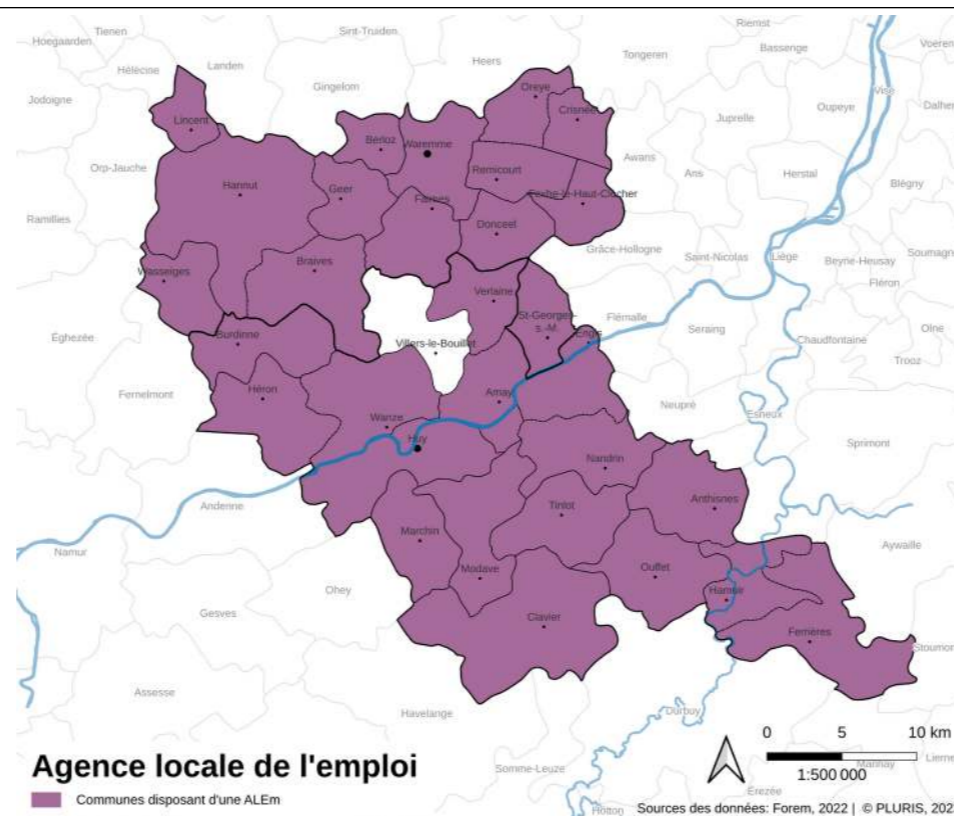 Riemst
Tienen
Sint-Truiden
Hoegaarden
Bassenge
Voeren
Tongeren
Heers
Landen
Hélécine
Gingelom
Visé
Oreye
Jodoigne
Oupeye
Dalhem
Crisnée
Lincent
Juprelle
Berloz
Waremme
Awans
Orp-Jauche
Remicourt
Ans
Herstal
Hannut
Geer
Blégny
Faimes
Fexhe-le-Haut-Clocher
Ramillies
Donceel
Grâce-Hollogne
Saint-Nicolas
Liège
Beyne-Heusay
Soumagne
Braives
Wasseiges
Fléron
Verlaine
St-Georges-
s.-M.
Flémalle
Seraing
Olne
Burdinne
Engis
Éghezée
Villers-le-Bouillet
Chaudfontaine
Trooz
Héron
Amay
Fernelmont
Neupré
Esneux
Wanze
Huy
Sprimont
Nandrin
Anthisnes
Andenne
Tinlot
Marchin
Aywaille
Namur
Modave
Ouffet
Ohey
Hamoir
Gesves
Clavier
Ferrières
Stoumont
Assesse
Havelange
Durbuy
0 5 10 km
Agence locale de l'emploi
Somme-Leuze
Manhay
Lierne
1:500 000
Communes disposant d'une ALEm
Érezée
Hotton
Sources des données: Forem, 2022 | © PLURIS, 202